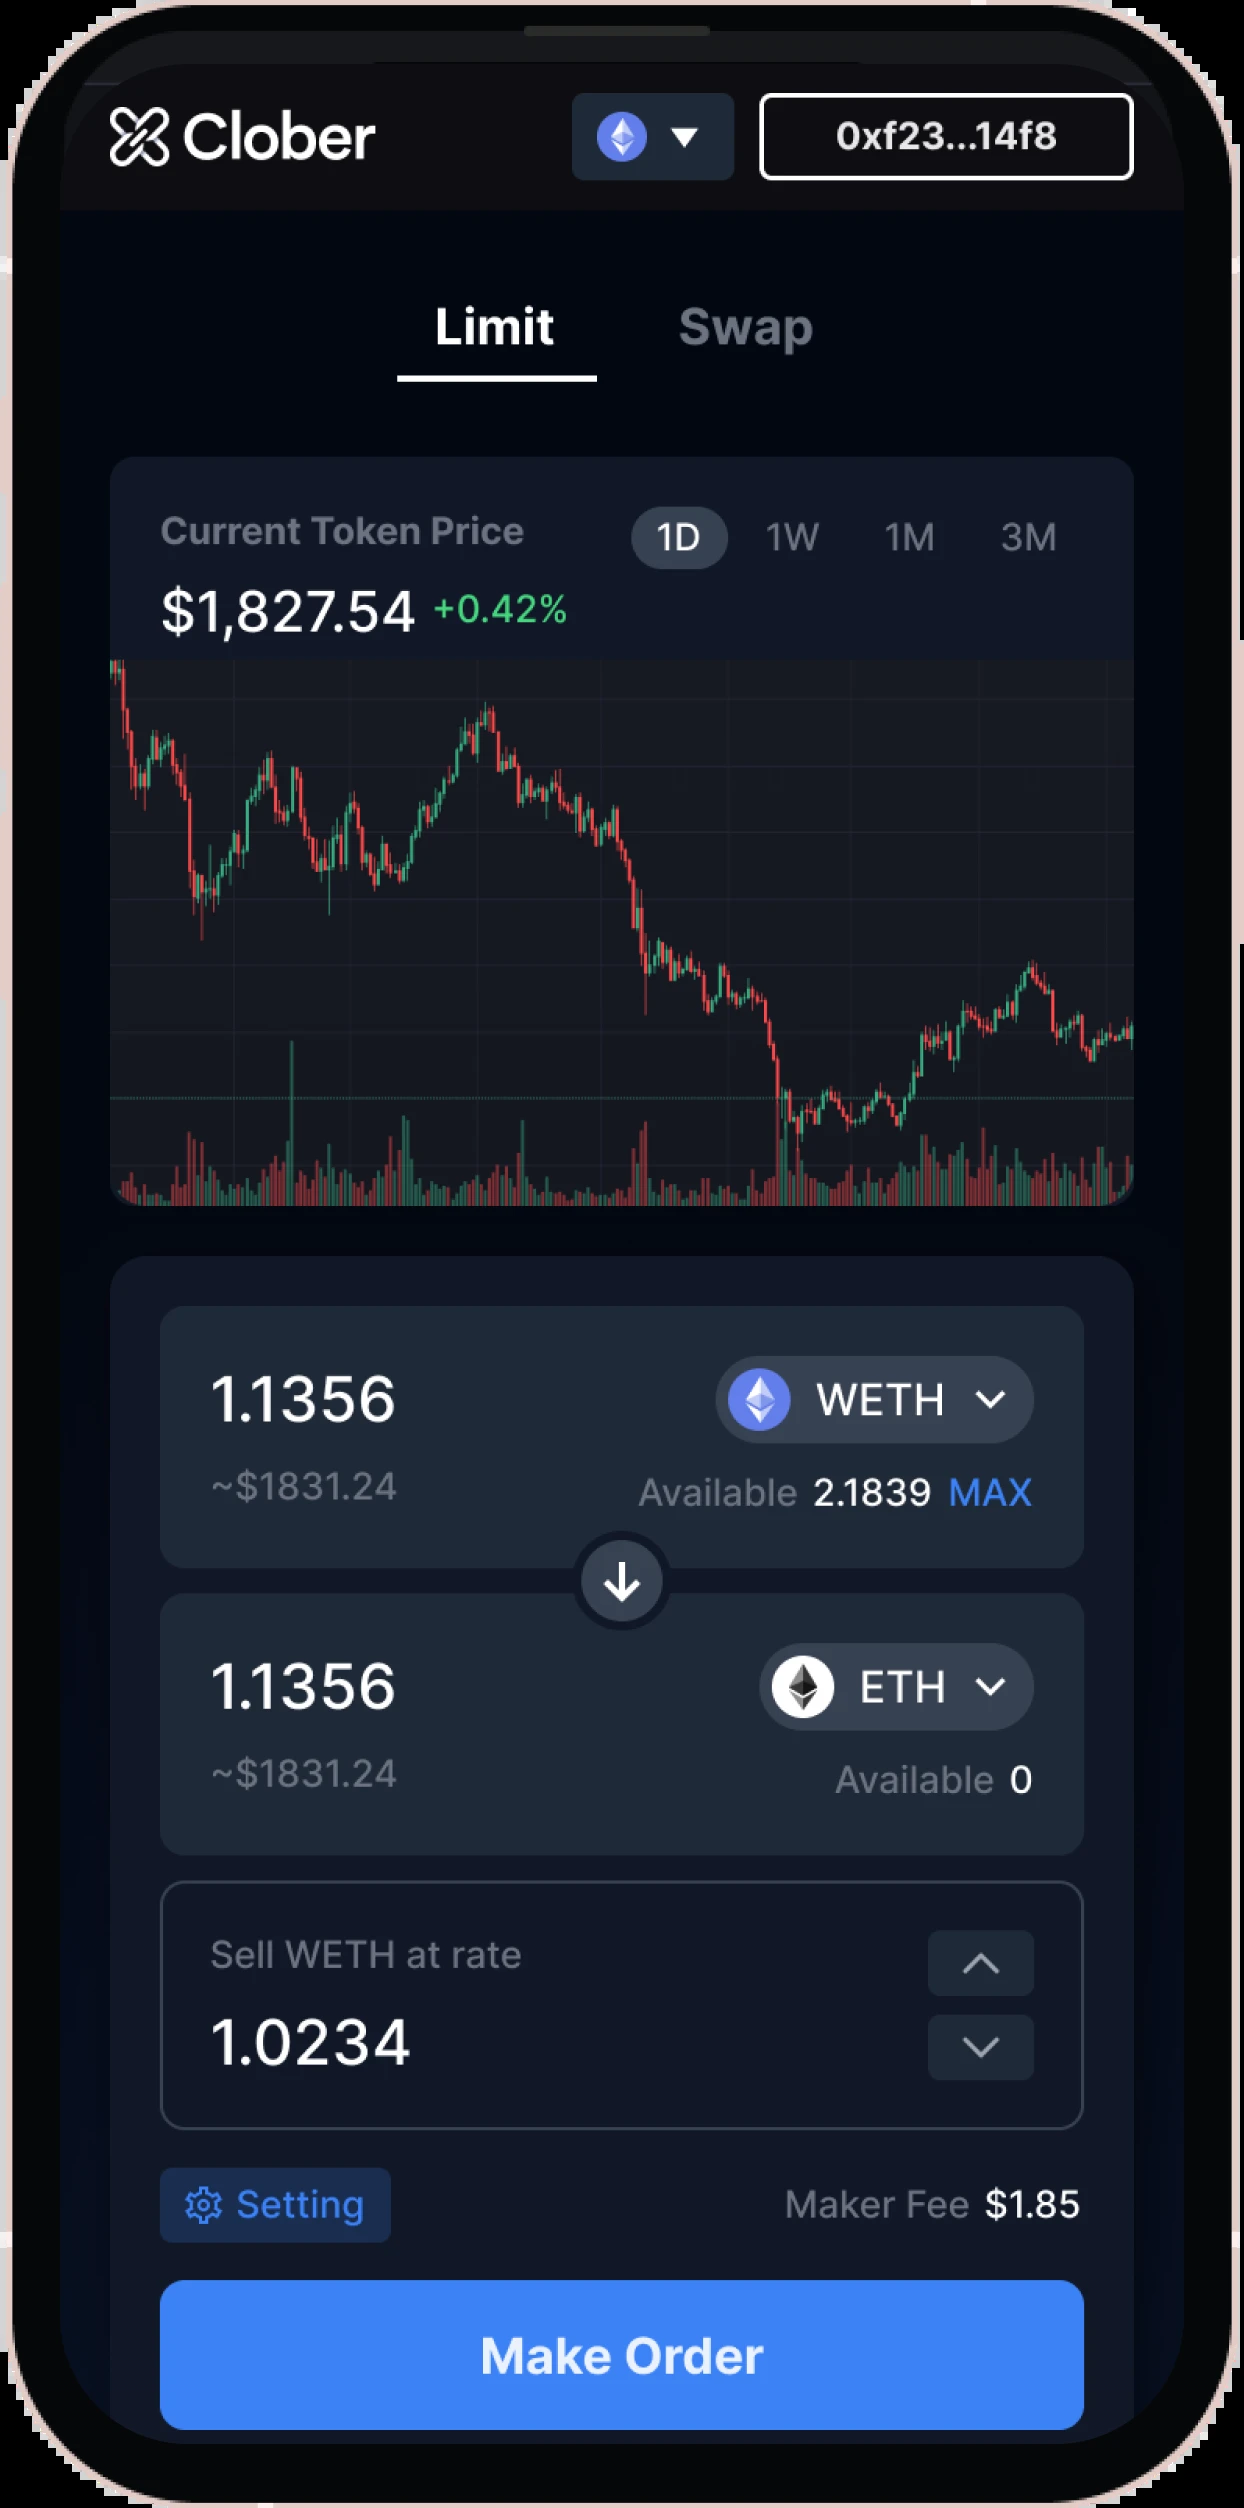 Clober
0xf23...14f8
Limit Swap
Current Token Price 1D 1W 1M 3M
$1,827.54 +0.42%
1.1356 WETH
~$1831.24 Available 2.1839 MAX
1.1356 ETH
~$1831.24 Available 0
Sell WETH at rate
1.0234
Setting Maker Fee $1.85
Make Order